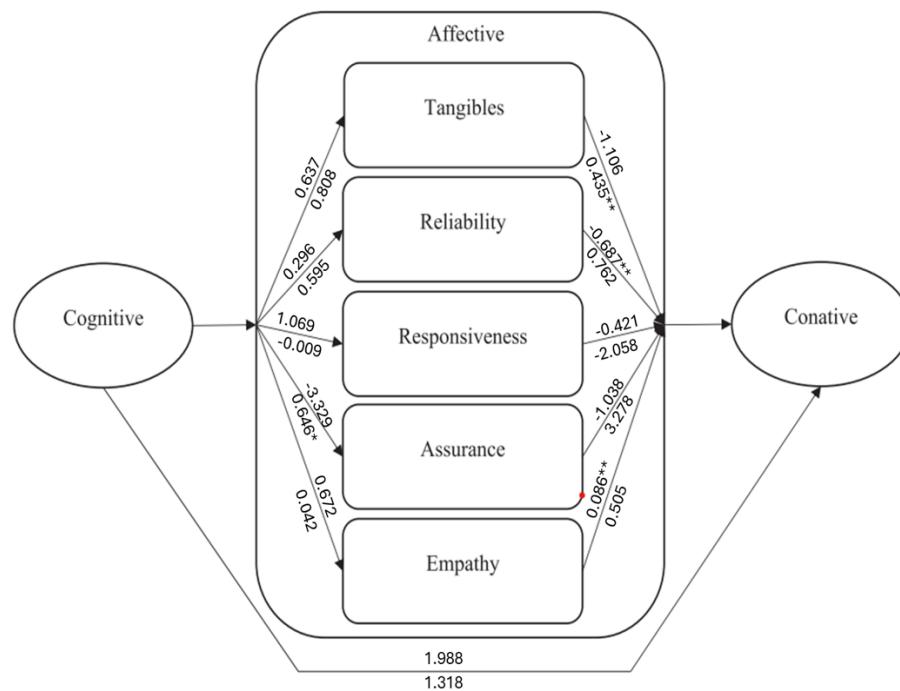 Affective
Tangibles
-1.106
0.435**
0.637
0.808
Reliability
-0.687**
0.762
0.296
0.595
Cognitive
1.069
-0.009
Responsiveness
-0.421
-2.058
Conative
-3.329
0.646*
Assurance
-1.038
3.278
0.672
0.042
0.086**
0.505
Empathy
1.988
1.318